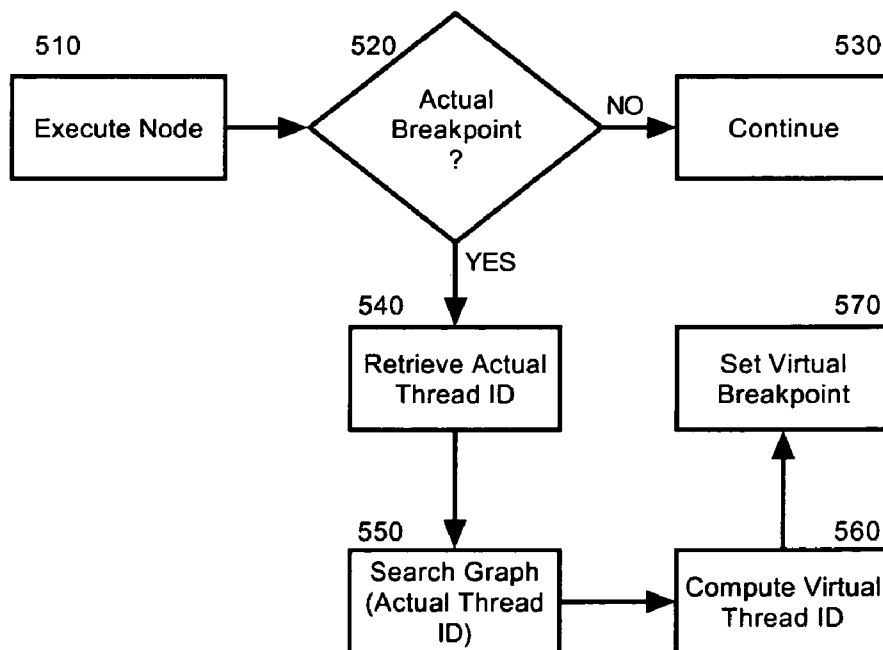 510
520
530
Execute Node
Actual
Breakpoint
?
NO
Continue
YES
540
570
Retrieve Actual
Thread ID
Set Virtual
Breakpoint
550
560
Search Graph
(Actual Thread
ID)
Compute Virtual
Thread ID